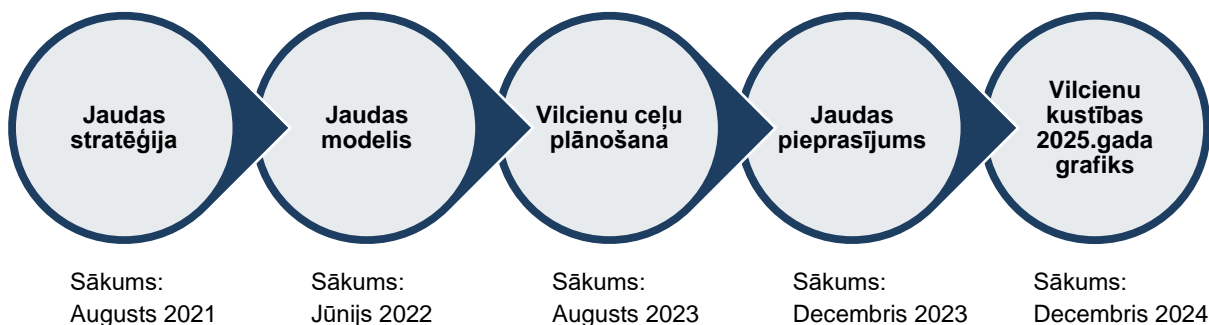 Jaudas
stratēģija
Jaudas
modelis
Vilcienu ceļu
plānošana
Jaudas
pieprasījums
Vilcienu
kustības
2025.gada
grafiks
Sākums:
Augusts 2021
Sākums:
Jūnijs 2022
Sākums:
Augusts 2023
Sākums:
Decembris 2023
Sākums:
Decembris 2024